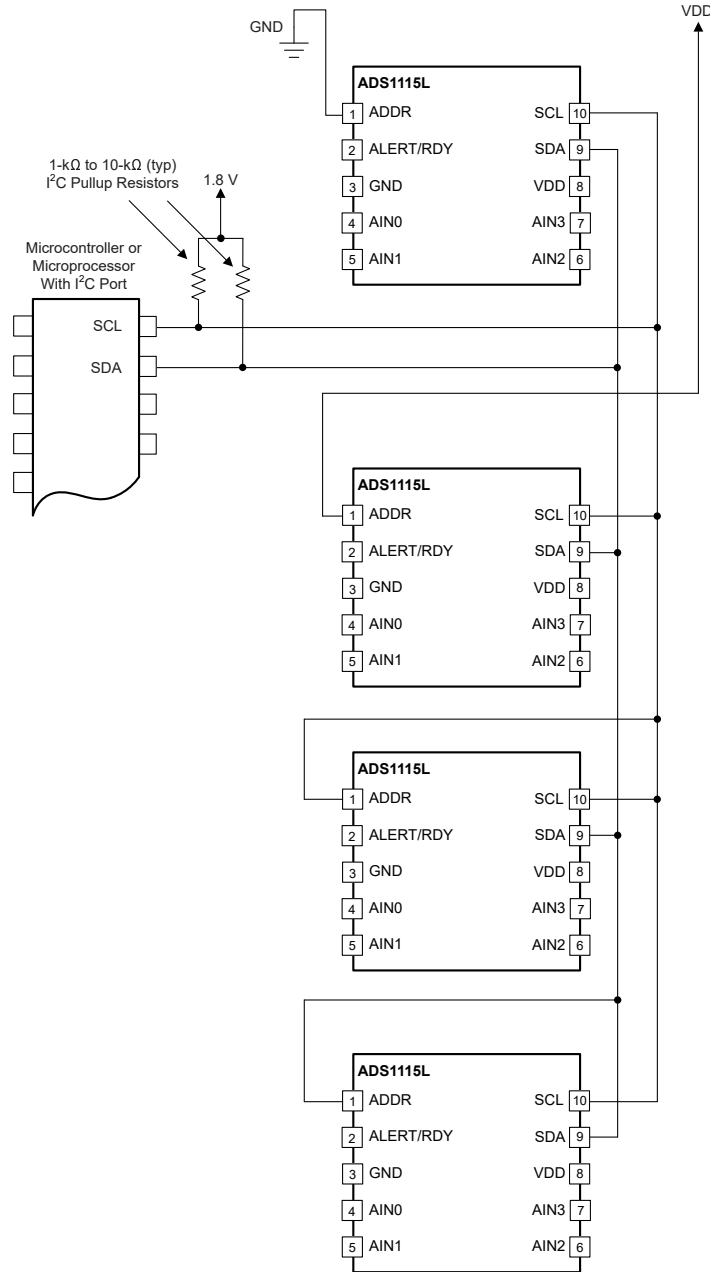 VDD
GND
ADS1115L
1 ADDR SCL 10
2 ALERT/RDY SDA 9
3 GND VDD 8
4 AIN0 AIN3 7
5 AIN1 AIN2 6
1-kΩ to 10-kΩ (typ)
I²C Pullup Resistors
1.8 V
Microcontroller or
Microprocessor
With I²C Port
SCL
SDA
ADS1115L
1 ADDR SCL 10
2 ALERT/RDY SDA 9
3 GND VDD 8
4 AIN0 AIN3 7
5 AIN1 AIN2 6
ADS1115L
1 ADDR SCL 10
2 ALERT/RDY SDA 9
3 GND VDD 8
4 AIN0 AIN3 7
5 AIN1 AIN2 6
ADS1115L
1 ADDR SCL 10
2 ALERT/RDY SDA 9
3 GND VDD 8
4 AIN0 AIN3 7
5 AIN1 AIN2 6